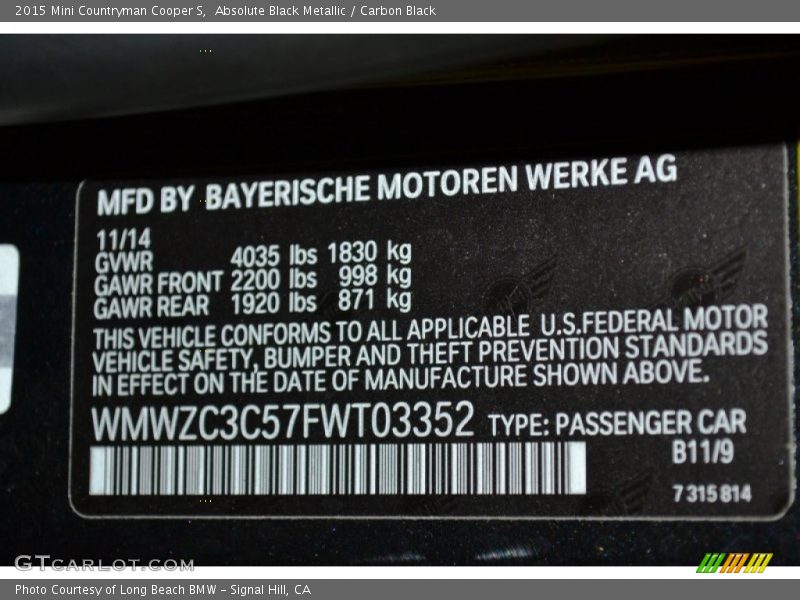 2015 Mini Countryman Cooper S,  Absolute Black Metallic / Carbon Black
MFD BY BAYERISCHE MOTOREN WERKE AG
11/14
GVWR 4035 lbs 1830 kg
GAWR FRONT 2200 lbs 998 kg
GAWR REAR 1920 lbs 871 kg
THIS VEHICLE CONFORMS TO ALL APPLICABLE U.S.FEDERAL MOTOR
VEHICLE SAFETY, BUMPER AND THEFT PREVENTION STANDARDS
IN EFFECT ON THE DATE OF MANUFACTURE SHOWN ABOVE.
WMWZC3C57FWT03352 TYPE: PASSENGER CAR
B11/9
7 315 814
GTCARLOT.COM
Photo Courtesy of Long Beach BMW – Signal Hill, CA